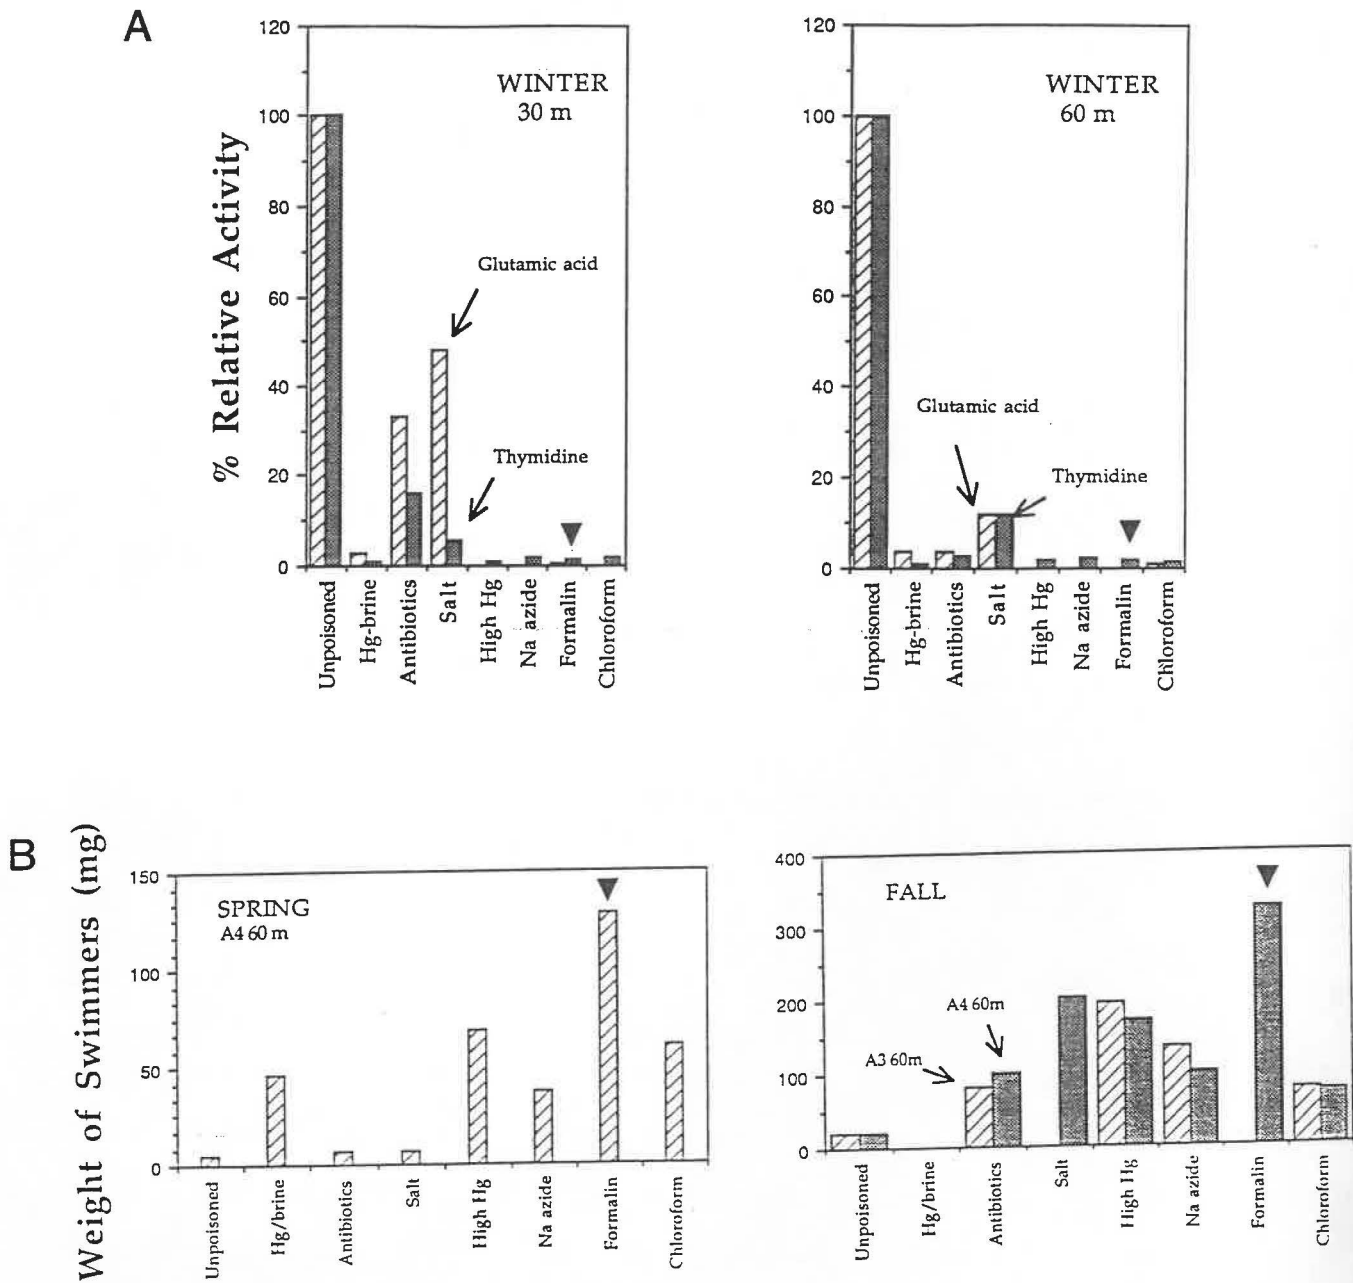 A
% Relative Activity
120
100
80
60
40
20
0
WINTER
30 m
Glutamic acid
Thymidine
Unpoisoned
Hg-brine
Antibiotics
Salt
High Hg
Na azide
Formalin
Chloroform
120
100
80
60
40
20
0
WINTER
60 m
Glutamic acid
Thymidine
Unpoisoned
Hg-brine
Antibiotics
Salt
High Hg
Na azide
Formalin
Chloroform
B
Weight of Swimmers (mg)
150
100
50
0
SPRING
A4 60 m
Unpoisoned
Hg/brine
Antibiotics
Salt
High Hg
Na azide
Formalin
Chloroform
400
300
200
100
0
FALL
A4 60m
A3 60m
Unpoisoned
Hg/brine
Antibiotics
Salt
High Hg
Na azide
Formalin
Chloroform